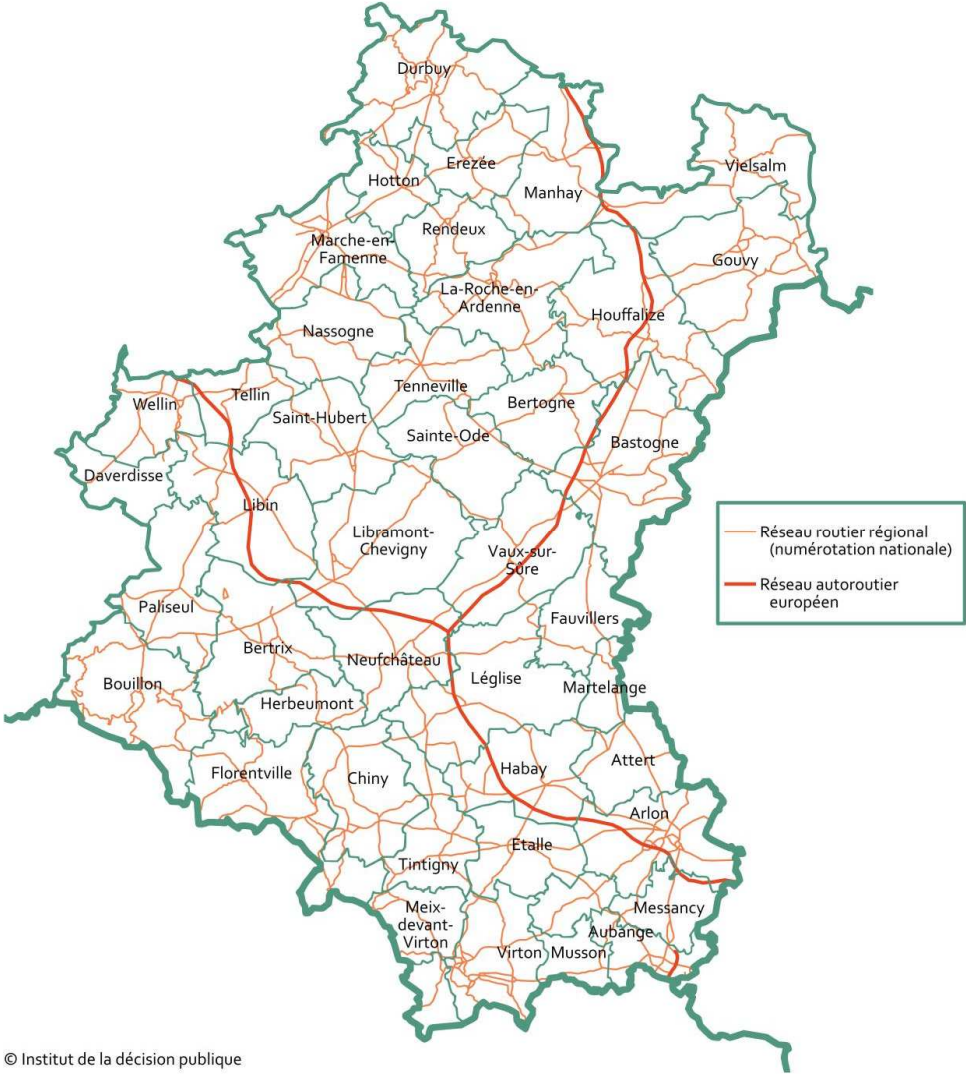 Durbuy
Vielsalm
Erezée
Hotton
Manhay
Rendeux
Marche-en-
Famenne
Gouvy
La-Roche-en-
Ardenne
Houffalize
Nassogne
Tenneville
Tellin
Wellin
Bertogne
Saint-Hubert
Sainte-Ode
Bastogne
Daverdisse
Libin
Libramont-
Chevigny
Vaux-sur-
Sûre
Réseau routier régional
(numérotation nationale)
Réseau autoroutier
européen
Paliseul
Fauvillers
Bertrix
Neufchâteau
Léglise
Bouillon
Martelange
Herbeumont
Attert
Habay
Florentville
Chiny
Arlon
Etalle
Tintigny
Meix-
devant-
Virton
Messancy
Aubange
Virton
Musson
© Institut de la décision publique